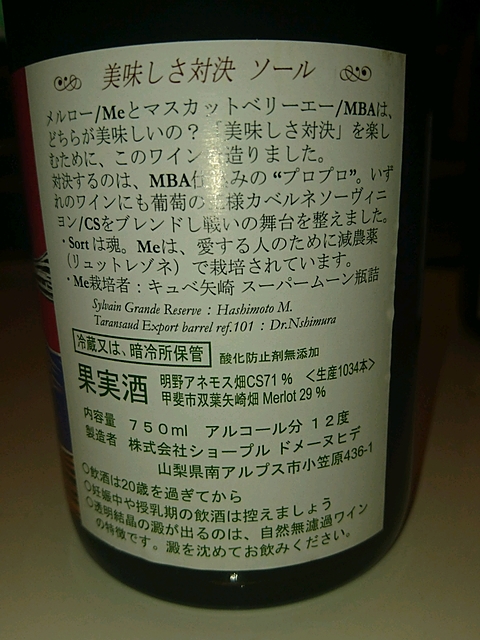 美味しさ対決 ソール
メルロー/Meとマスカットベリーエー/MBAは、
どちらが美味しいの？「美味しさ対決」を楽し
むために、このワインを造りました。
対決するのは、MBA仕込みの“プロプロ”。いず
れのワインにも葡萄の王様カベルネソーヴィニ
ヨン/CSをブレンドし戦いの舞台を整えました。
・Sortは魂。Meは、愛する人のために減農薬
（リュットレゾネ）で栽培されています。
・Me栽培者：キュベ矢崎 スーパームーン瓶詰
Sylvain Grande Reserve : Hashimoto M.
Taransaud Export barrel ref.101 : Dr.Nshimura
冷蔵又は、暗冷所保管 酸化防止剤無添加
果実酒 明野アネモス畑CS71％ ＜生産1034本＞
甲斐市双葉矢崎畑 Merlot 29％
内容量 750ml アルコール分 12度
製造者 株式会社ショープル ドメーヌヒデ
山梨県南アルプス市小笠原436-1
○飲酒は20歳を過ぎてから
○妊娠中や授乳期の飲酒は控えましょう
○透明結晶の澱が出るのは、自然無濾過ワイン
の特徴です。澱を沈めてお飲みください。